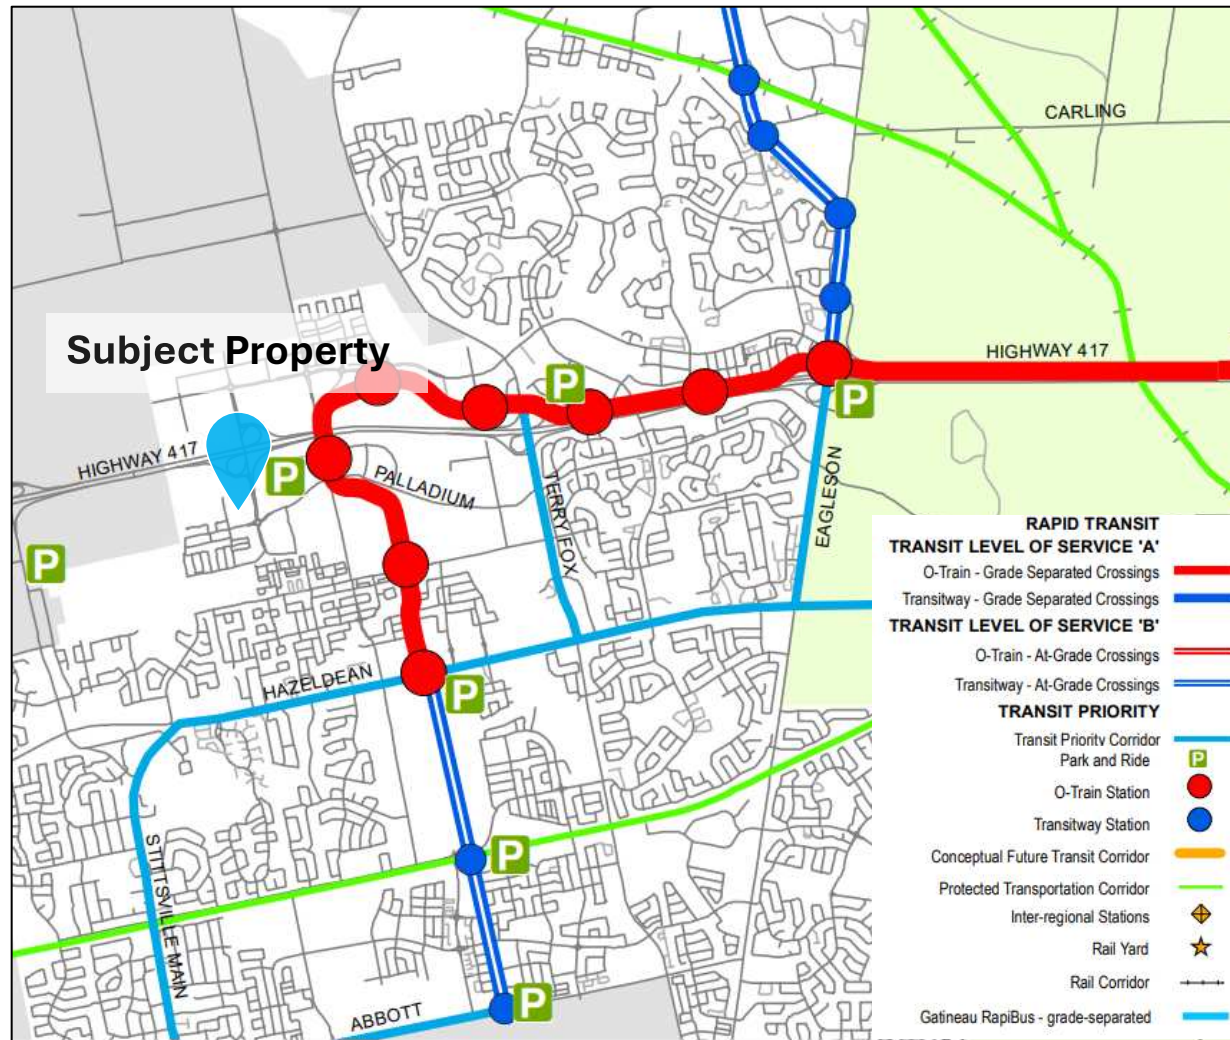 CARLING
Subject Property
HIGHWAY 417
P
P
HIGHWAY 417
P
PALLADIUM
TERRY FOX
EAGLESON
P
HAZELDEAN
P
STITTSVILLE MAIN
P
ABBOTT
P
RAPID TRANSIT
TRANSIT LEVEL OF SERVICE 'A'
O-Train - Grade Separated Crossings
Transitway - Grade Separated Crossings
TRANSIT LEVEL OF SERVICE 'B'
O-Train - At-Grade Crossings
Transitway - At-Grade Crossings
TRANSIT PRIORITY
Transit Priority Corridor
Park and Ride P
O-Train Station
Transitway Station
Conceptual Future Transit Corridor
Protected Transportation Corridor
Inter-regional Stations
Rail Yard
Rail Corridor
Gatineau RapiBus - grade-separated